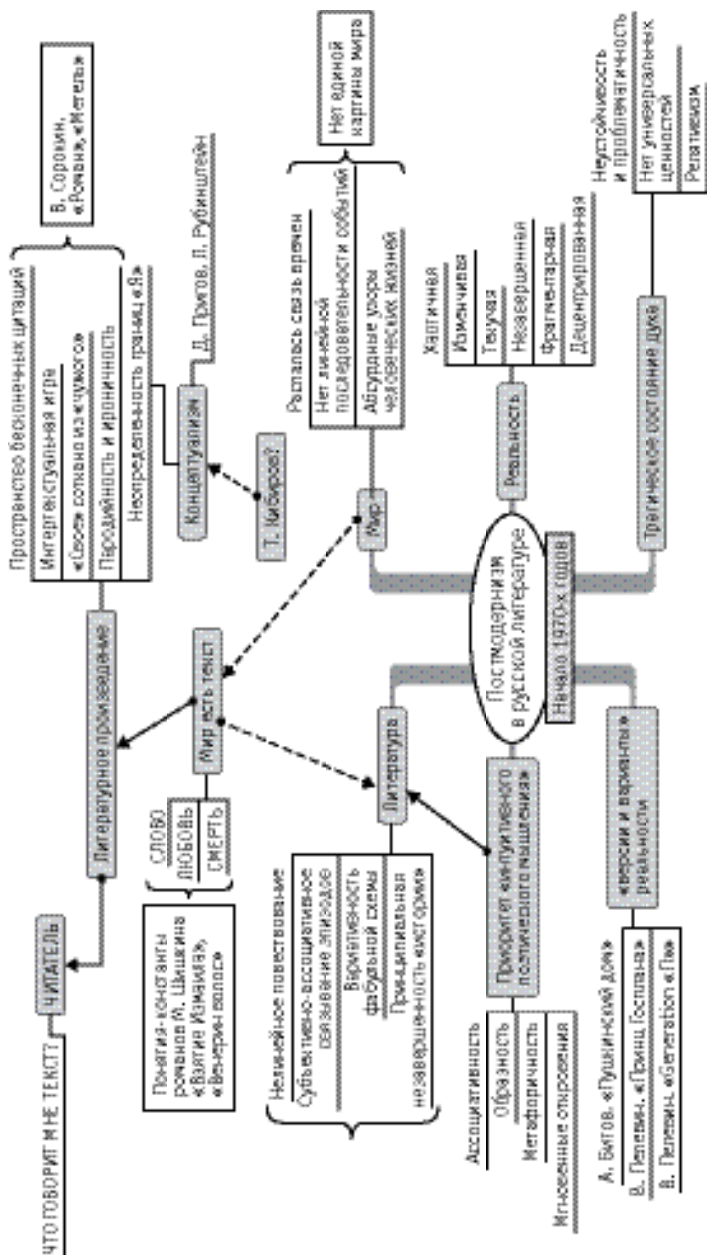 ЧТО ГОВОРИТ МНЕ ТЕКСТ?
ЧИТАТЕЛЬ
Литературное произведение
Пространство бесконечных цитаций
Интертекстуальная игра
«Свое» соткано из «чужого»
Пародийность и ироничность
Неопределенность границ «Я»
В. Сорокин,
«Роман», «Метель»
Понятия-константы
романов М. Шишкина
«Взятие Измаила»,
«Венерин волос»
СЛОВО
ЛЮБОВЬ
СМЕРТЬ
Мир есть текст
Концептуализм
Д. Пригов, Л. Рубинштейн
Т. Кибиров?
Нелинейное повествование
Субъективно-ассоциативное
связывание эпизодов
Вариативность
фабульной схемы
Принципиальная
незавершенность «истории»
Литература
Мир
Распалась связь времен
Нет линейной
последовательности событий
Абсурдные узоры
человеческих жизней
Нет единой
картины мира
Ассоциативность
Образность
Метафоричность
Мгновенные откровения
Приоритет «интуитивного
поэтического мышления»
Постмодернизм
в русской литературе
Начало 1970-х годов
Реальность
Хаотичная
Изменчивая
Текучая
Незавершенная
Фрагментарная
Децентрированная
А. Битов. «Пушкинский дом»
В. Пелевин. «Принц Госплана»
В. Пелевин. «Generation «П»»
«версии и варианты»
реальности
Трагическое состояние духа
Неустойчивость
и проблематичность
Нет универсальных
ценностей
Релятивизм